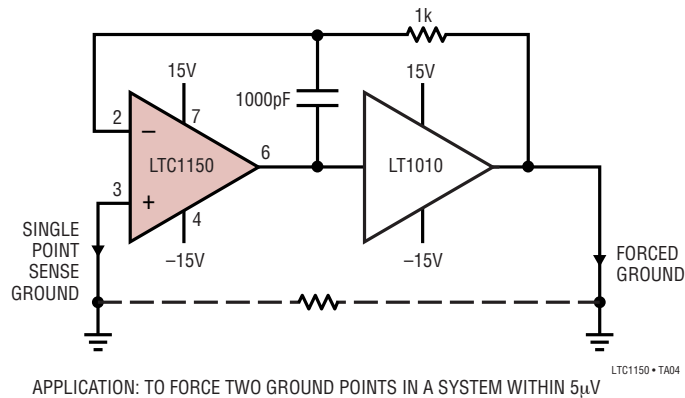 1k
15V
15V
1000pF
2
7
–
LTC1150
6
LT1010
3
+
4
–15V
–15V
SINGLE
POINT
SENSE
GROUND
FORCED
GROUND
LTC1150 • TA04
APPLICATION: TO FORCE TWO GROUND POINTS IN A SYSTEM WITHIN 5µV